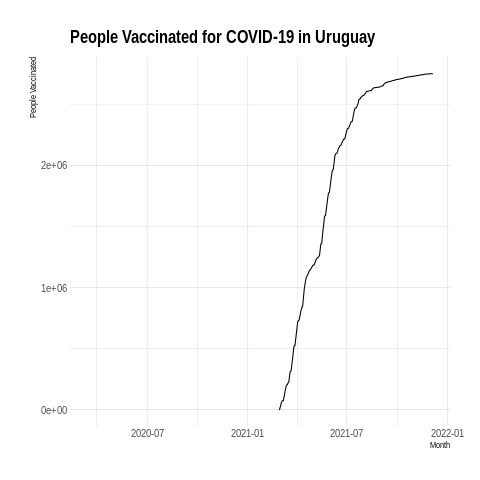 People Vaccinated for COVID-19 in Uruguay
People Vaccinated
2e+06
1e+06
0e+00
2020-07 2021-01 2021-07 2022-01
Month